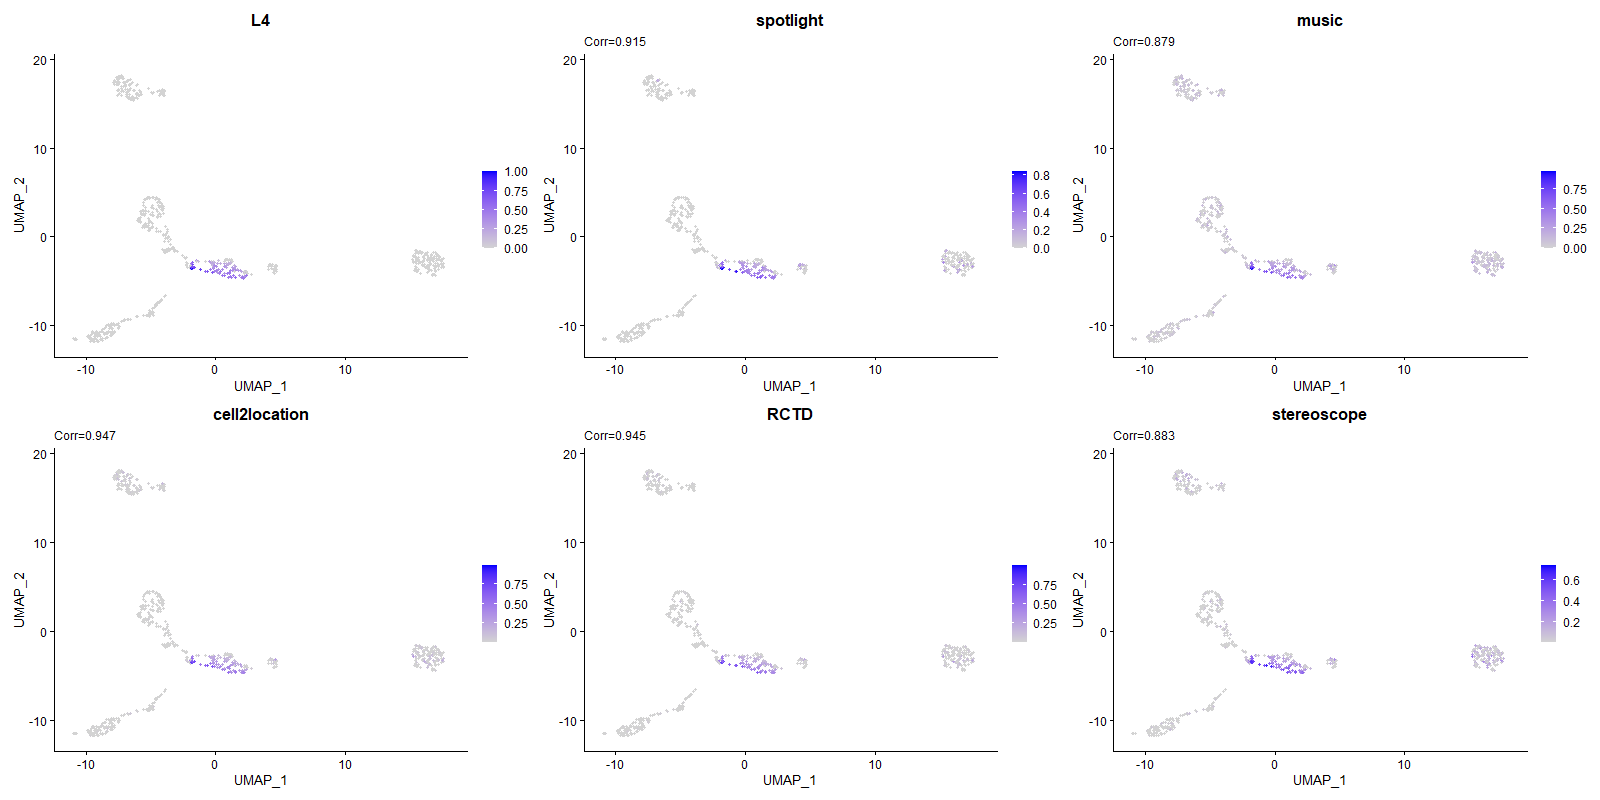 L4
20
10
0
-10
UMAP_2
-10
0
10
UMAP_1
1.00
0.75
0.50
0.25
0.00
spotlight
Corr=0.915
20
10
0
-10
UMAP_2
-10
0
10
UMAP_1
0.8
0.6
0.4
0.2
0.0
music
Corr=0.879
20
10
0
-10
UMAP_2
-10
0
10
UMAP_1
0.75
0.50
0.25
0.00
cell2location
Corr=0.947
20
10
0
-10
UMAP_2
-10
0
10
UMAP_1
0.75
0.50
0.25
RCTD
Corr=0.945
20
10
0
-10
UMAP_2
-10
0
10
UMAP_1
0.75
0.50
0.25
stereoscope
Corr=0.883
20
10
0
-10
UMAP_2
-10
0
10
UMAP_1
0.6
0.4
0.2